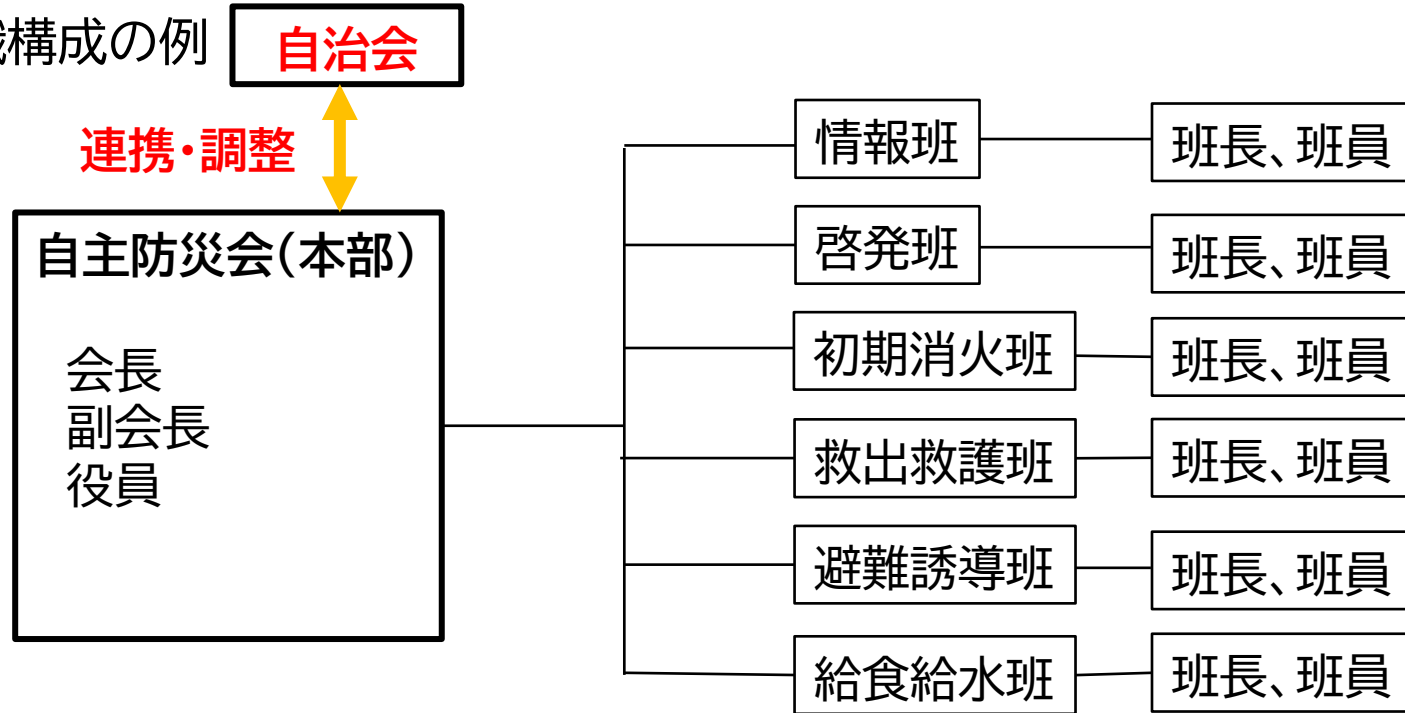 構成の例
自治会
連携・調整
自主防災会(本部)
会長
副会長
役員
情報班
班長、班員
啓発班
班長、班員
初期消火班
班長、班員
救出救護班
班長、班員
避難誘導班
班長、班員
給食給水班
班長、班員